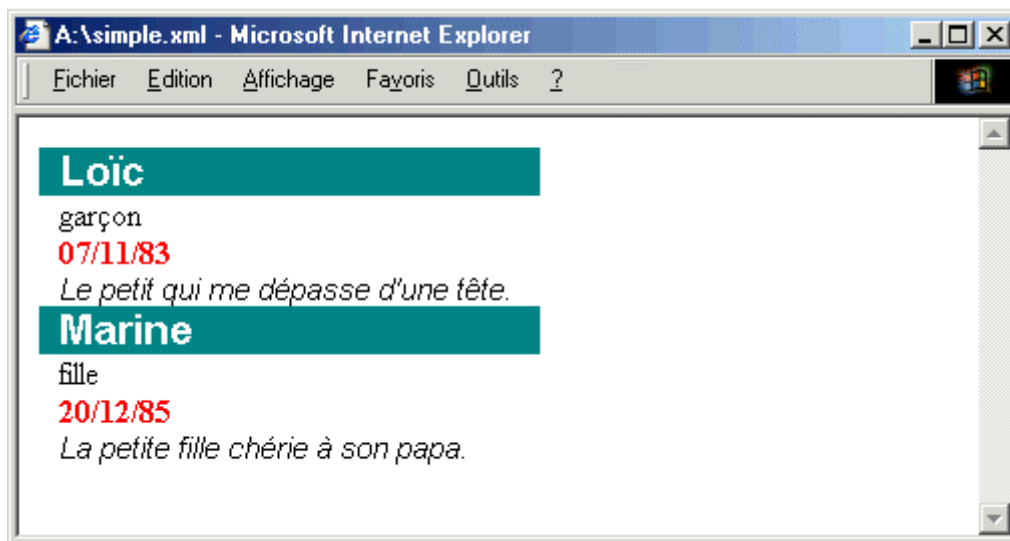 A:\simple.xml - Microsoft Internet Explorer
Fichier Edition Affichage Favoris Outils ?
Loïc
garçon
07/11/83
Le petit qui me dépasse d'une tête.
Marine
fille
20/12/85
La petite fille chérie à son papa.